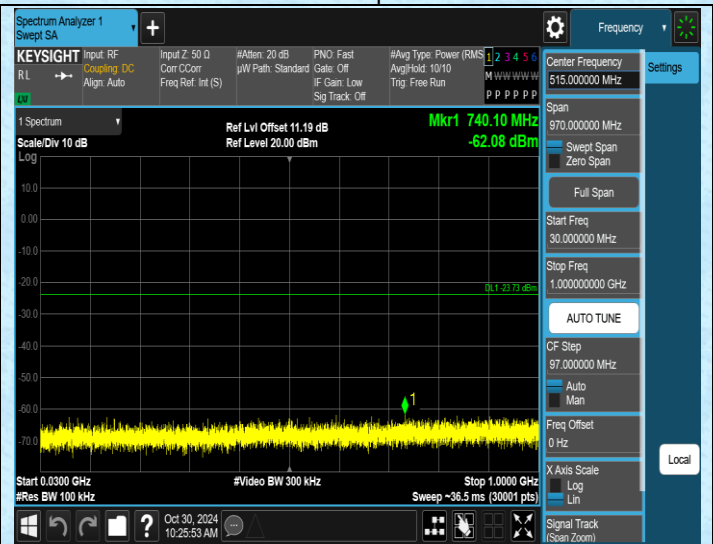 Spectrum Analyzer 1
Swept SA
Frequency
KEYSIGHT
RL
LXI
Input: RF
Coupling: DC
Align: Auto
Input Z: 50 Ω
Corr CCorr
Freq Ref: Int (S)
#Atten: 20 dB
µW Path: Standard
PNO: Fast
Gate: Off
IF Gain: Low
Sig Track: Off
#Avg Type: Power (RMS
Avg|Hold: 10/10
Trig: Free Run
1 2 3 4 5 6
M W W W W W
P P P P P P
1 Spectrum
Scale/Div 10 dB
Ref Lvl Offset 11.19 dB
Ref Level 20.00 dBm
Mkr1 740.10 MHz
-62.08 dBm
Log
10.0
0.00
-10.0
-20.0
DL1 -23.73 dBm
-30.0
-40.0
-50.0
1
-60.0
-70.0
Start 0.0300 GHz
#Res BW 100 kHz
#Video BW 300 kHz
Stop 1.0000 GHz
Sweep ~36.5 ms (30001 pts)
?
Oct 30, 2024
10:25:53 AM
Center Frequency
515.000000 MHz
Settings
Span
970.000000 MHz
Swept Span
Zero Span
Full Span
Start Freq
30.000000 MHz
Stop Freq
1.000000000 GHz
AUTO TUNE
CF Step
97.000000 MHz
Auto
Man
Freq Offset
0 Hz
X Axis Scale
Log
Lin
Signal Track
(Span Zoom)
Local